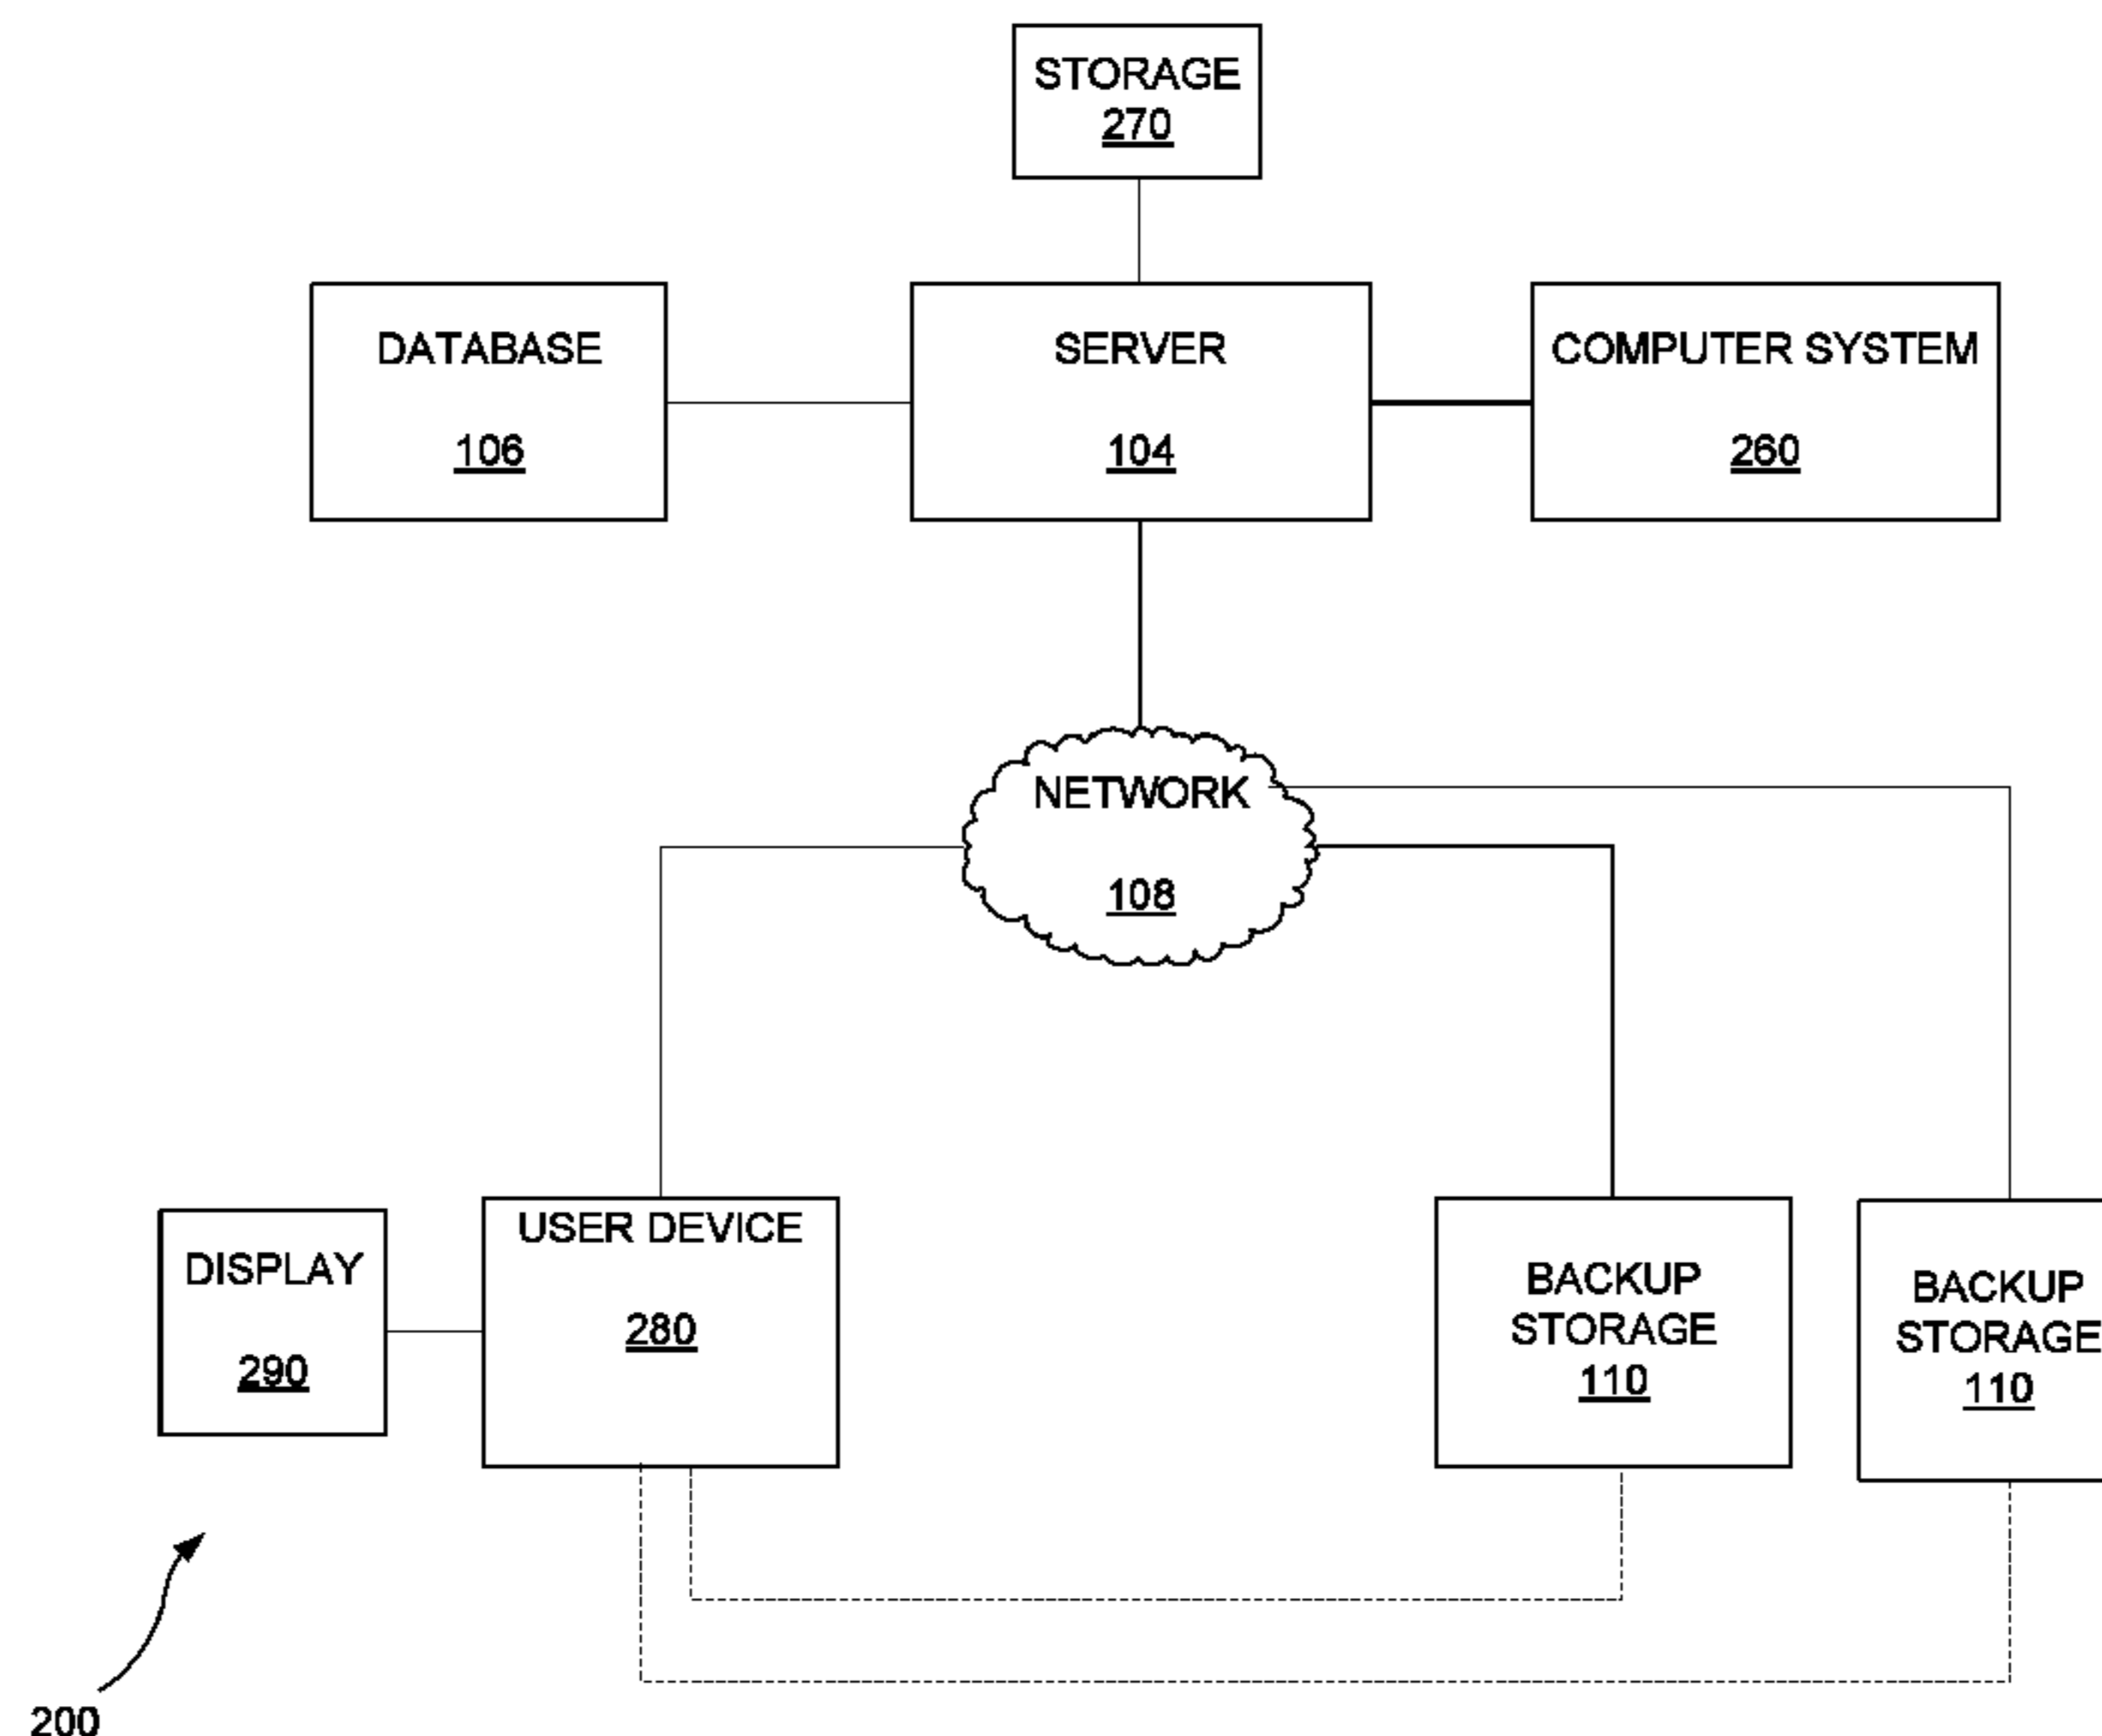 STORAGE
270
DATABASE
106
SERVER
104
COMPUTER SYSTEM
260
NETWORK
108
DISPLAY
290
USER DEVICE
280
BACKUP
STORAGE
110
BACKUP
STORAGE
110
200